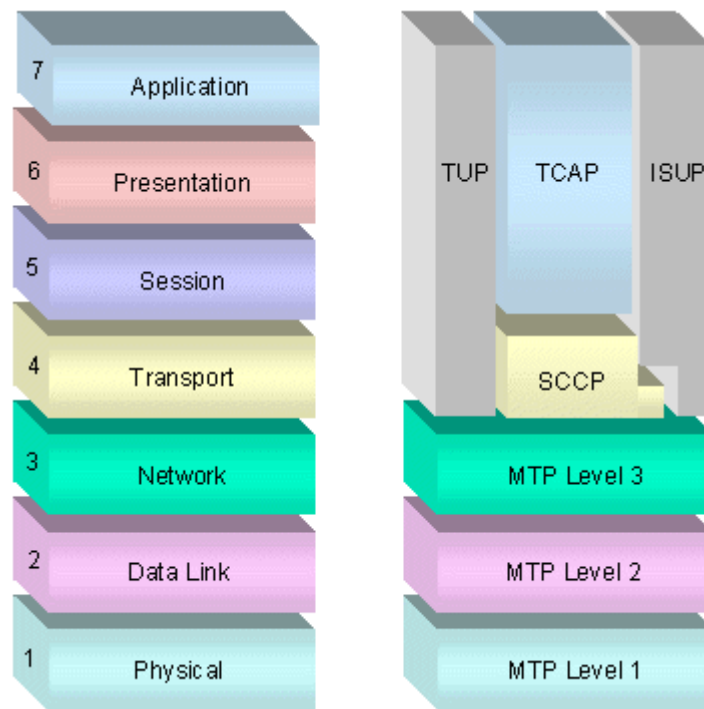 7
Application
6
Presentation
5
Session
4
Transport
3
Network
2
Data Link
1
Physical
TUP
TCAP
ISUP
SCCP
MTP Level 3
MTP Level 2
MTP Level 1